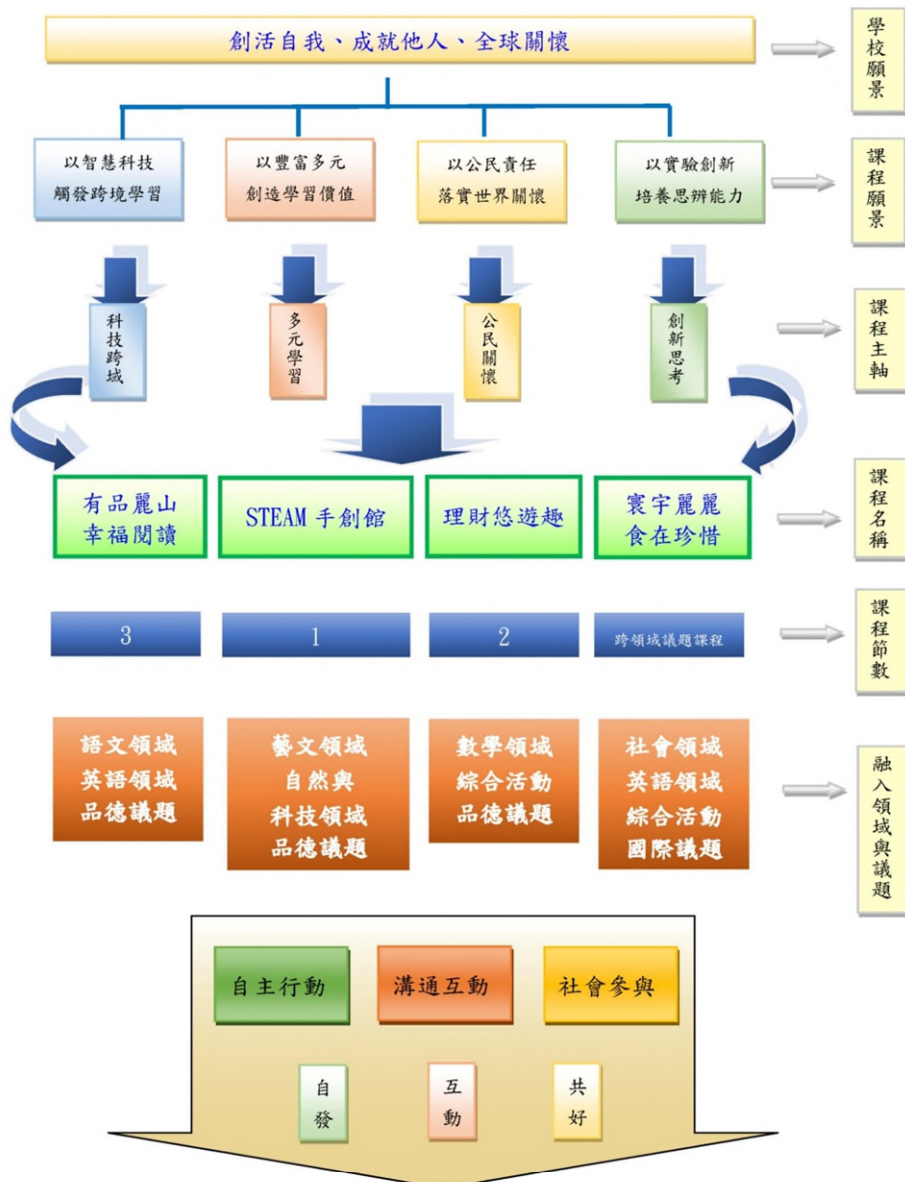 創活自我、成就他人、全球關懷
學校願景
以智慧科技
觸發跨境學習
以豐富多元
創造學習價值
以公民責任
落實世界關懷
以實驗創新
培養思辨能力
課程願景
科技跨域
多元學習
公民關懷
創新思考
課程主軸
有品麗山
幸福閱讀
STEAM 手創館
理財悠遊趣
寰宇麗麗
食在珍惜
課程名稱
3
1
2
跨領域議題課程
課程節數
語文領域
英語領域
品德議題
藝文領域
自然與
科技領域
品德議題
數學領域
綜合活動
品德議題
社會領域
英語領域
綜合活動
國際議題
融入領域與議題
自主行動
溝通互動
社會參與
自發
互動
共好